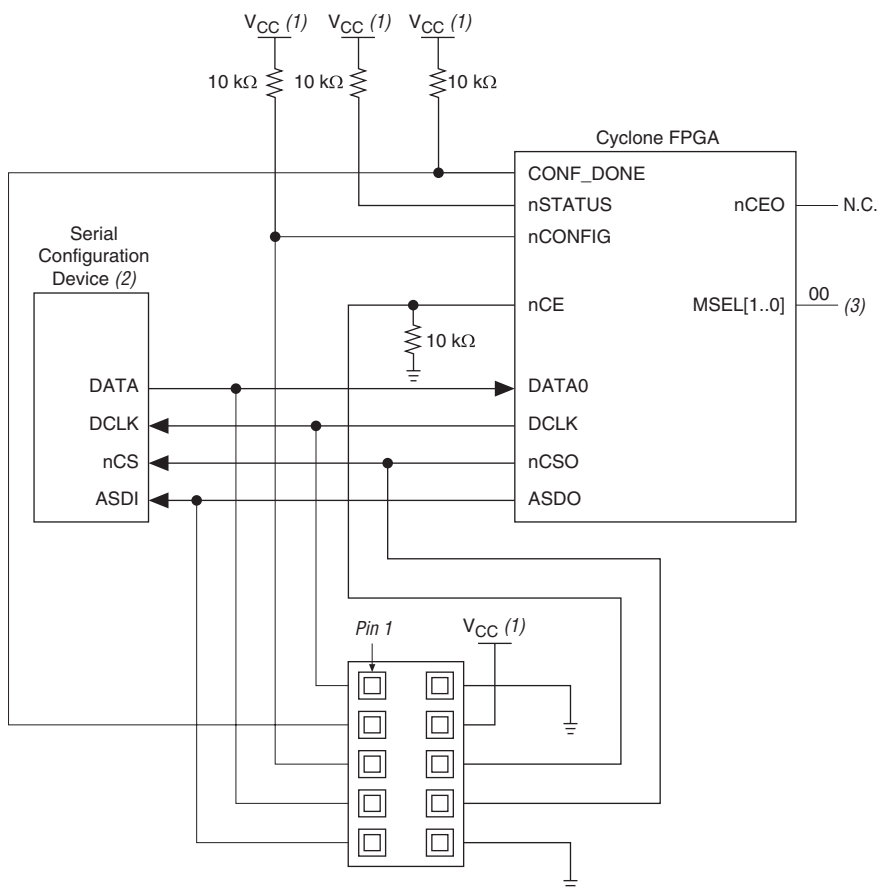 VCC (1) VCC (1) VCC (1)
10 kΩ 10 kΩ 10 kΩ
Cyclone FPGA
CONF_DONE
nSTATUS nCEO N.C.
nCONFIG
Serial
Configuration
Device (2)
nCE MSEL[1..0] 00 (3)
10 kΩ
DATA DATA0
DCLK DCLK
nCS nCSO
ASDI ASDO
Pin 1 VCC (1)